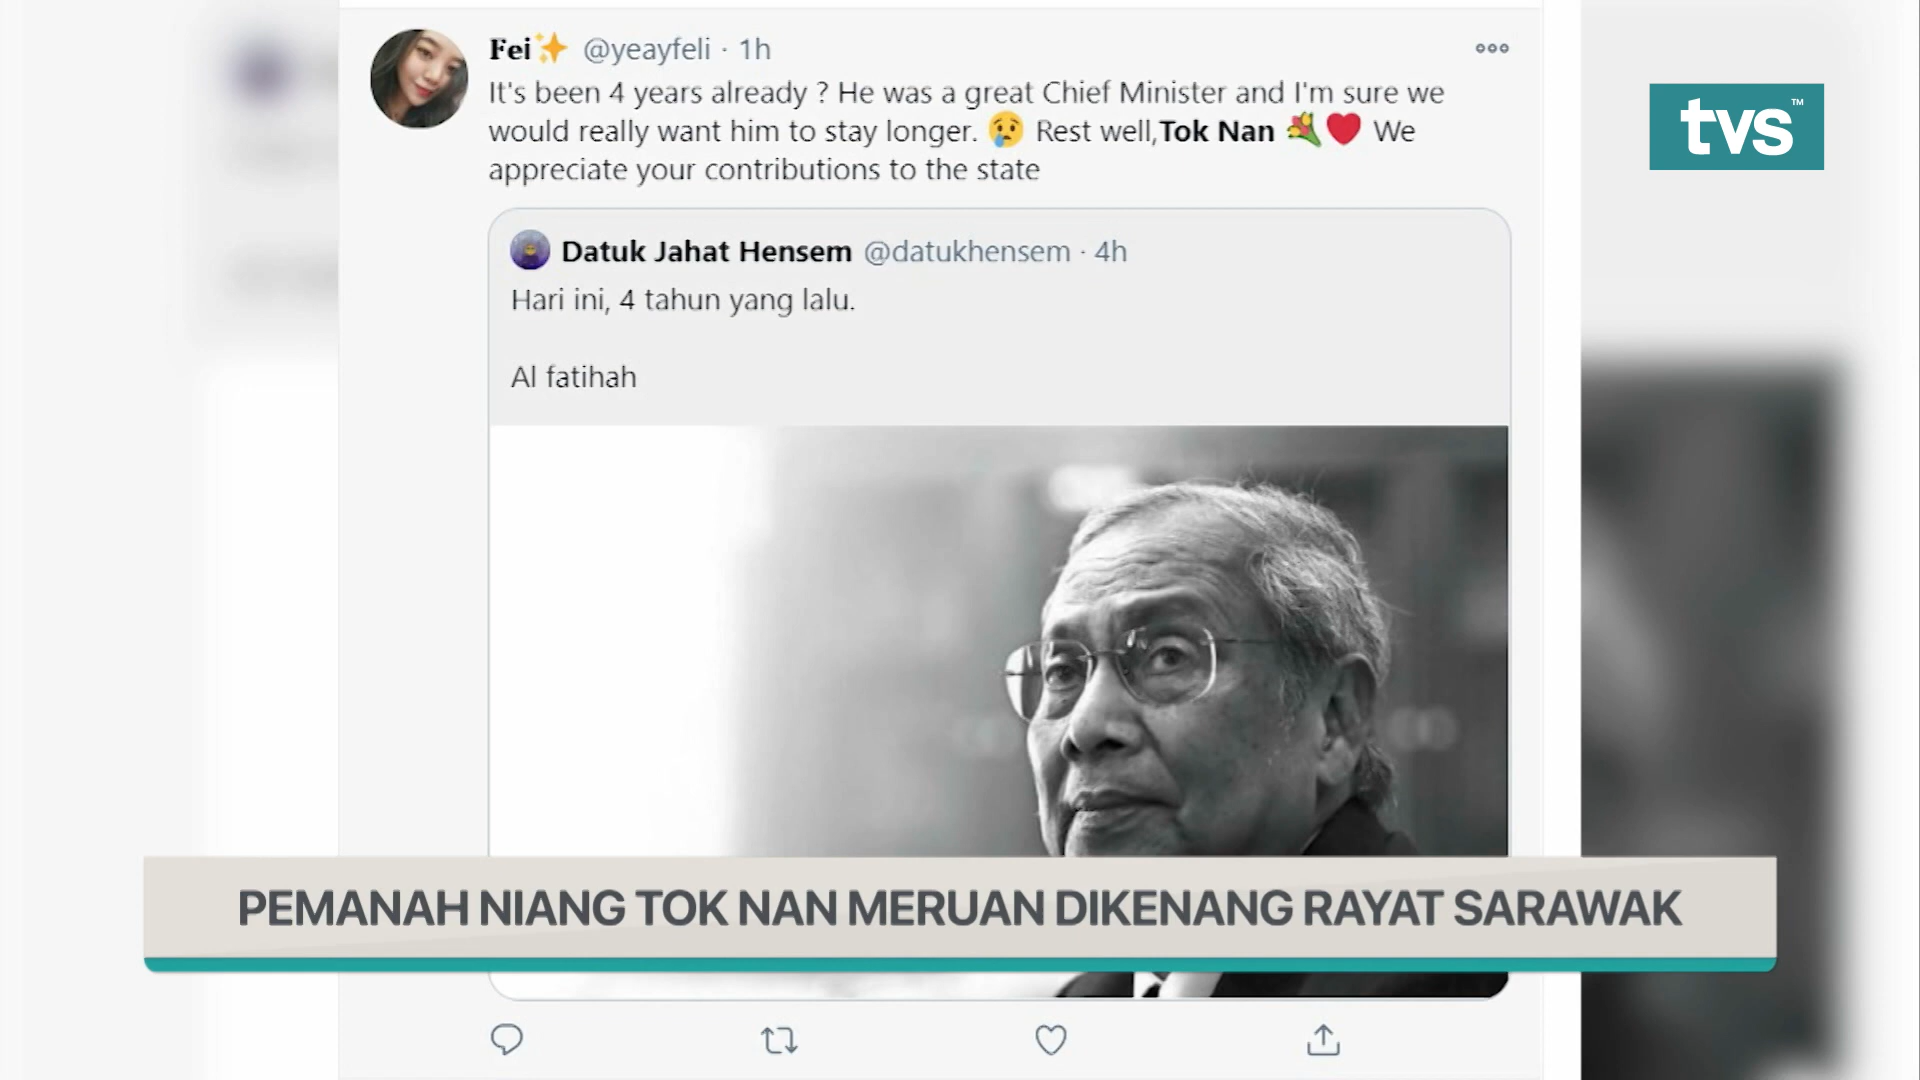 Fei✨ @yeayfeli · 1h
It's been 4 years already ? He was a great Chief Minister and I'm sure we
would really want him to stay longer. 😢 Rest well,Tok Nan 💐❤️ We
appreciate your contributions to the state
Datuk Jahat Hensem @datukhensem · 4h
Hari ini, 4 tahun yang lalu.
Al fatihah
tvs™
PEMANAH NIANG TOK NAN MERUAN DIKENANG RAYAT SARAWAK